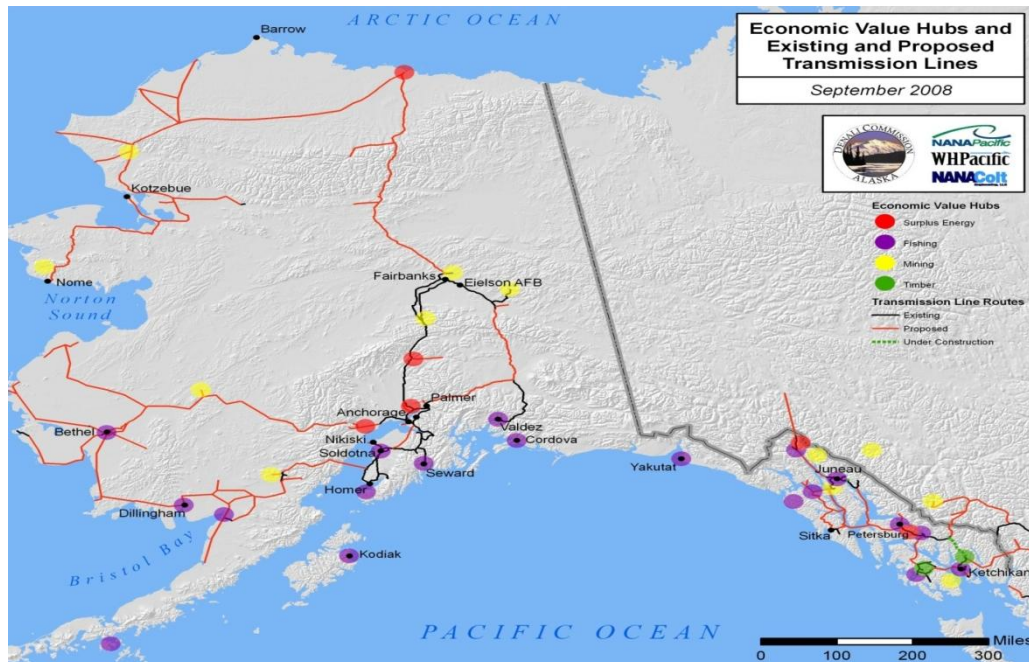 ARCTIC OCEAN
Barrow
Economic Value Hubs and
Existing and Proposed
Transmission Lines
September 2008
DENALI COMMISSION
ALASKA
NANAPacific
WHPacific
NANAColt
Economic Value Hubs
Surplus Energy
Fishing
Mining
Timber
Transmission Line Routes
Existing
Proposed
Under Construction
Kotzebue
Nome
Norton
Sound
Fairbanks
Eielson AFB
Palmer
Anchorage
Valdez
Cordova
Nikiski
Soldotna
Seward
Homer
Bethel
Dillingham
Bristol Bay
Kodiak
Yakutat
Juneau
Sitka
Petersburg
Ketchikan
PACIFIC OCEAN
Miles
0 100 200 300